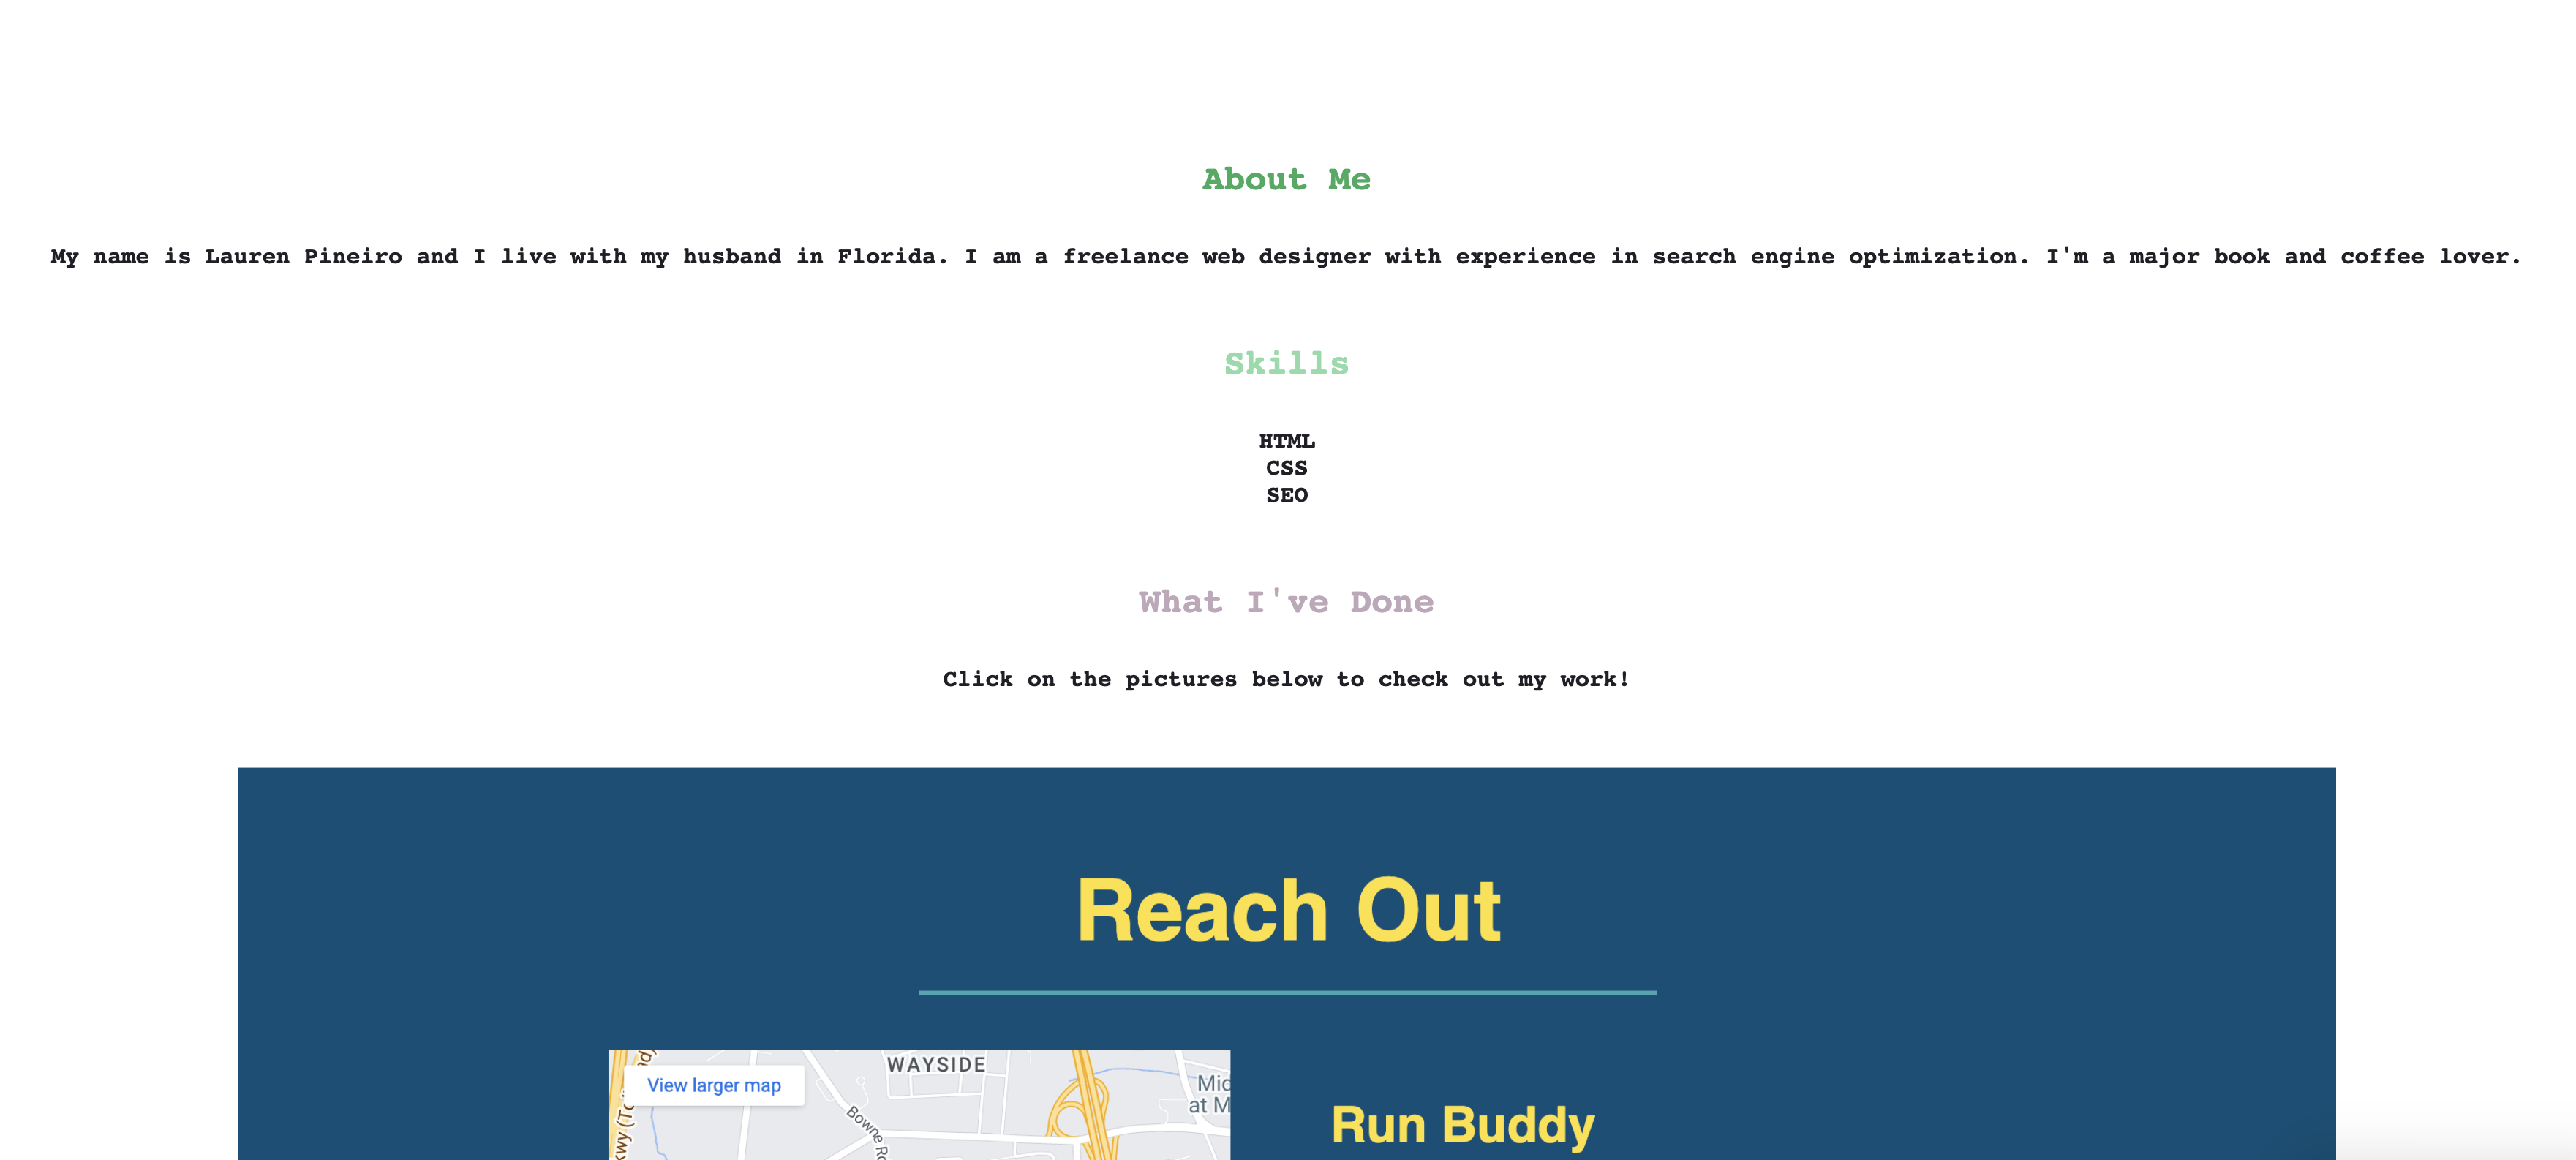 About Me
My name is Lauren Pineiro and I live with my husband in Florida. I am a freelance web designer with experience in search engine optimization. I'm a major book and coffee lover.
Skills
HTML
CSS
SEO
What I've Done
Click on the pictures below to check out my work!
Reach Out
WAYSIDE
View larger map
at M
Bowne
Run Buddy